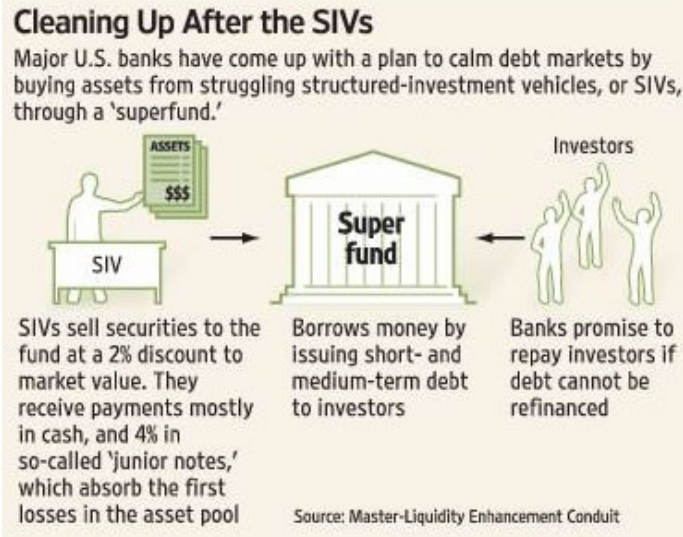 Cleaning Up After the SIVs
Major U.S. banks have come up with a plan to calm debt markets by
buying assets from struggling structured-investment vehicles, or SIVs,
through a ‘superfund.’
ASSETS
$$$
SIV
Super
fund
Investors
SIVs sell securities to the
fund at a 2% discount to
market value. They
receive payments mostly
in cash, and 4% in
so-called ‘junior notes,’
which absorb the first
losses in the asset pool
Borrows money by
issuing short- and
medium-term debt
to investors
Banks promise to
repay investors if
debt cannot be
refinanced
Source: Master-Liquidity Enhancement Conduit